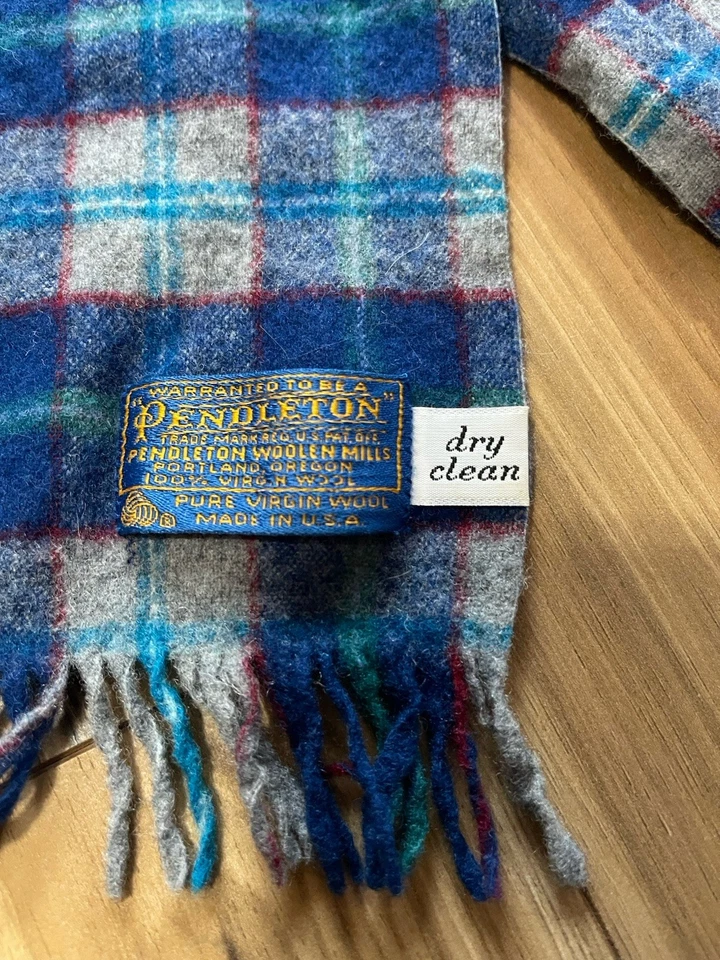 WARRANTED TO BE A
"PENDLETON"
TRADE MARK REG. U.S. PAT. OFF.
PENDLETON WOOLEN MILLS
PORTLAND, OREGON
100% VIRGIN WOOL
PURE VIRGIN WOOL
® MADE IN U.S.A.
dry
clean